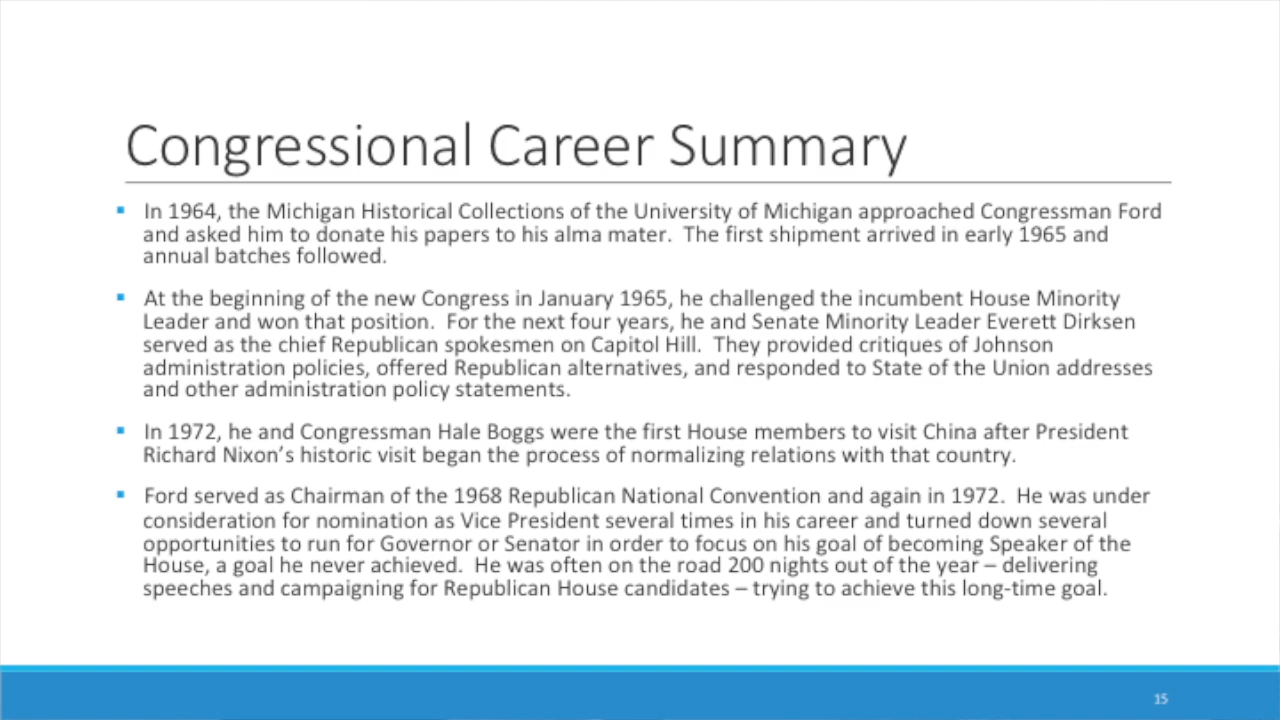 Congressional Career Summary
▪ In 1964, the Michigan Historical Collections of the University of Michigan approached Congressman Ford
and asked him to donate his papers to his alma mater.  The first shipment arrived in early 1965 and
annual batches followed.
▪ At the beginning of the new Congress in January 1965, he challenged the incumbent House Minority
Leader and won that position.  For the next four years, he and Senate Minority Leader Everett Dirksen
served as the chief Republican spokesmen on Capitol Hill.  They provided critiques of Johnson
administration policies, offered Republican alternatives, and responded to State of the Union addresses
and other administration policy statements.
▪ In 1972, he and Congressman Hale Boggs were the first House members to visit China after President
Richard Nixon’s historic visit began the process of normalizing relations with that country.
▪ Ford served as Chairman of the 1968 Republican National Convention and again in 1972.  He was under
consideration for nomination as Vice President several times in his career and turned down several
opportunities to run for Governor or Senator in order to focus on his goal of becoming Speaker of the
House, a goal he never achieved.  He was often on the road 200 nights out of the year – delivering
speeches and campaigning for Republican House candidates – trying to achieve this long-time goal.
15